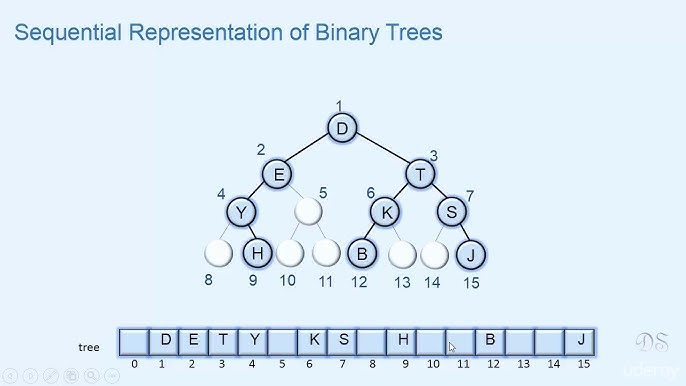 Sequential Representation of Binary Trees
1
D
2 3
E T
4 5 6 7
Y K S
H B J
8 9 10 11 12 13 14 15
tree D E T Y K S H B J
0 1 2 3 4 5 6 7 8 9 10 11 12 13 14 15
DS
udemy